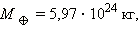 M⊕ = 5,97 · 10²⁴ кг,